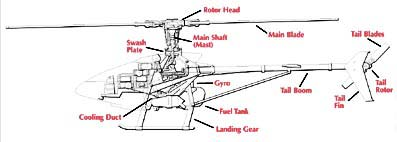 Rotor Head
Tail Blades
Main Shaft
(Mast)
Main Blade
Swash
Plate
Tail
Rotor
Gyro
Tail Boom
Tail
Fin
Cooling Duct
Fuel Tank
Landing Gear